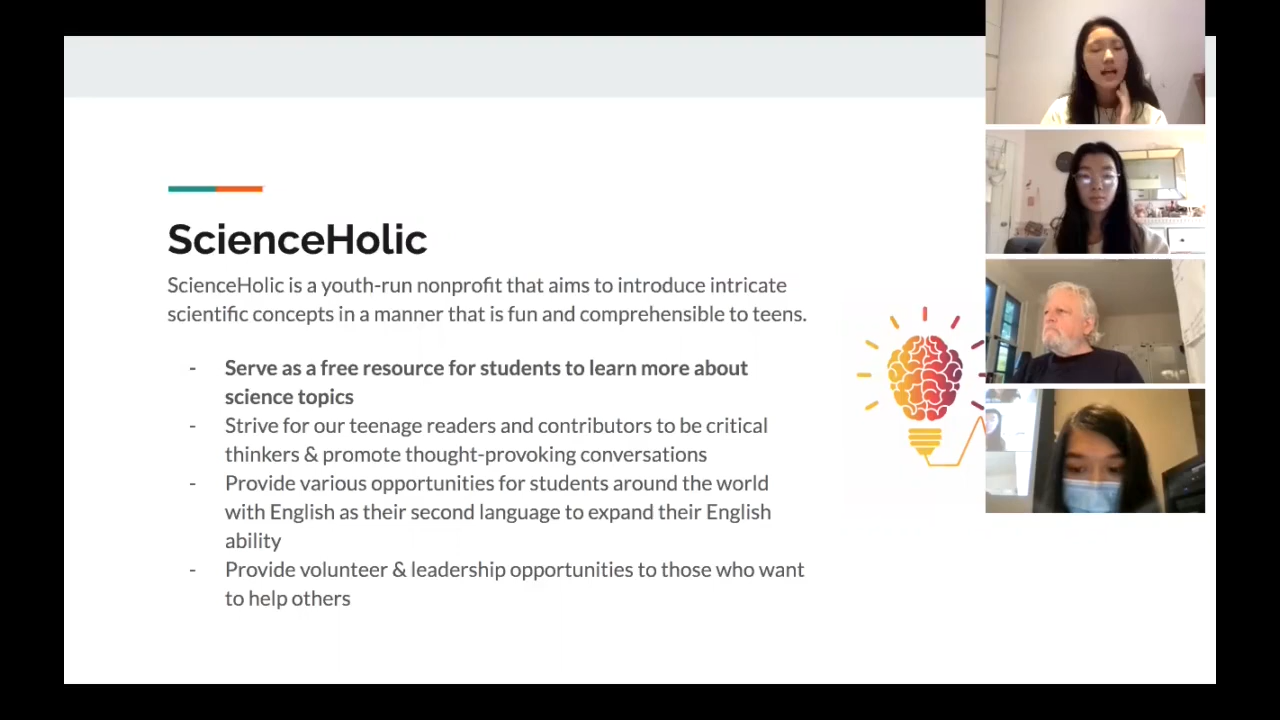 ScienceHolic
ScienceHolic is a youth-run nonprofit that aims to introduce intricate
scientific concepts in a manner that is fun and comprehensible to teens.
- Serve as a free resource for students to learn more about
science topics
- Strive for our teenage readers and contributors to be critical
thinkers & promote thought-provoking conversations
- Provide various opportunities for students around the world
with English as their second language to expand their English
ability
- Provide volunteer & leadership opportunities to those who want
to help others